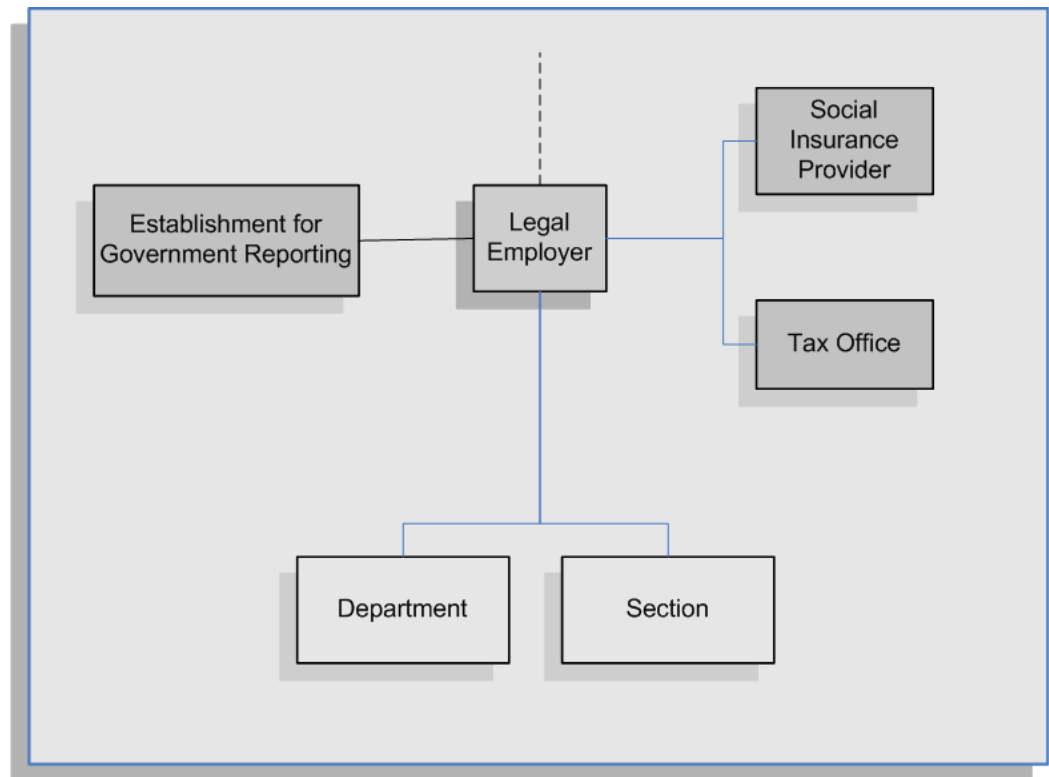 Social
Insurance
Provider
Establishment for
Government Reporting
Legal
Employer
Tax Office
Department
Section